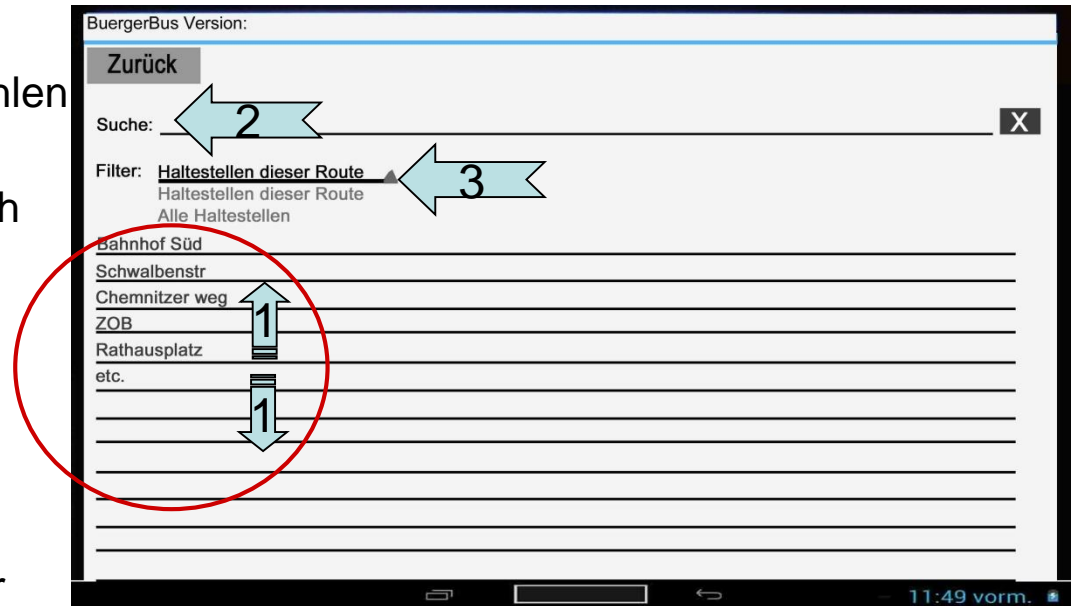 BuergerBus Version:
Zurück
hlen
Suche: 2 X
h
Filter: Haltestellen dieser Route 3
Haltestellen dieser Route
Alle Haltestellen
Bahnhof Süd
Schwalbenstr
Chemnitzer weg
1
ZOB
Rathausplatz
etc.
1
r
11:49 vorm.